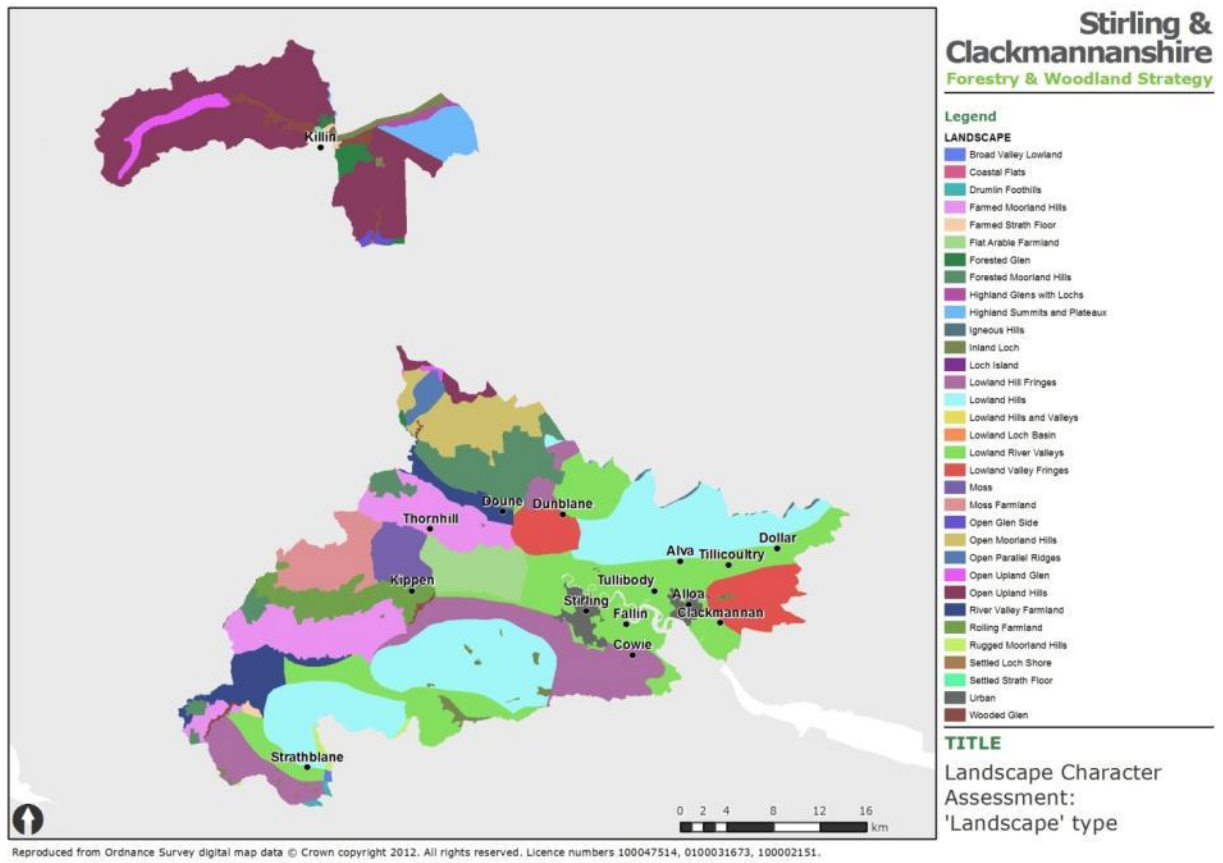 Stirling &
Clackmannanshire
Forestry & Woodland Strategy
Legend
LANDSCAPE
Broad Valley Lowland
Coastal Flats
Drumlin Foothills
Farmed Moorland Hills
Farmed Strath Floor
Flat Arable Farmland
Forested Glen
Forested Moorland Hills
Highland Glens with Lochs
Highland Summits and Plateaux
Igneous Hills
Inland Loch
Loch Island
Lowland Hill Fringes
Lowland Hills
Lowland Hills and Valleys
Lowland Loch Basin
Lowland River Valleys
Lowland Valley Fringes
Moss
Moss Farmland
Open Glen Side
Open Moorland Hills
Open Parallel Ridges
Open Upland Glen
Open Upland Hills
River Valley Farmland
Rolling Farmland
Rugged Moorland Hills
Settled Loch Shore
Settled Strath Floor
Urban
Wooded Glen
TITLE
Landscape Character
Assessment:
'Landscape' type
Killin
Doune
Dunblane
Thornhill
Dollar
Alva
Tillicoultry
Kippen
Tullibody
Alloa
Stirling
Clackmannan
Fallin
Cowie
Strathblane
0 2 4 8 12 16
km
Reproduced from Ordnance Survey digital map data © Crown copyright 2012. All rights reserved. Licence numbers 100047514, 0100031673, 100002151.